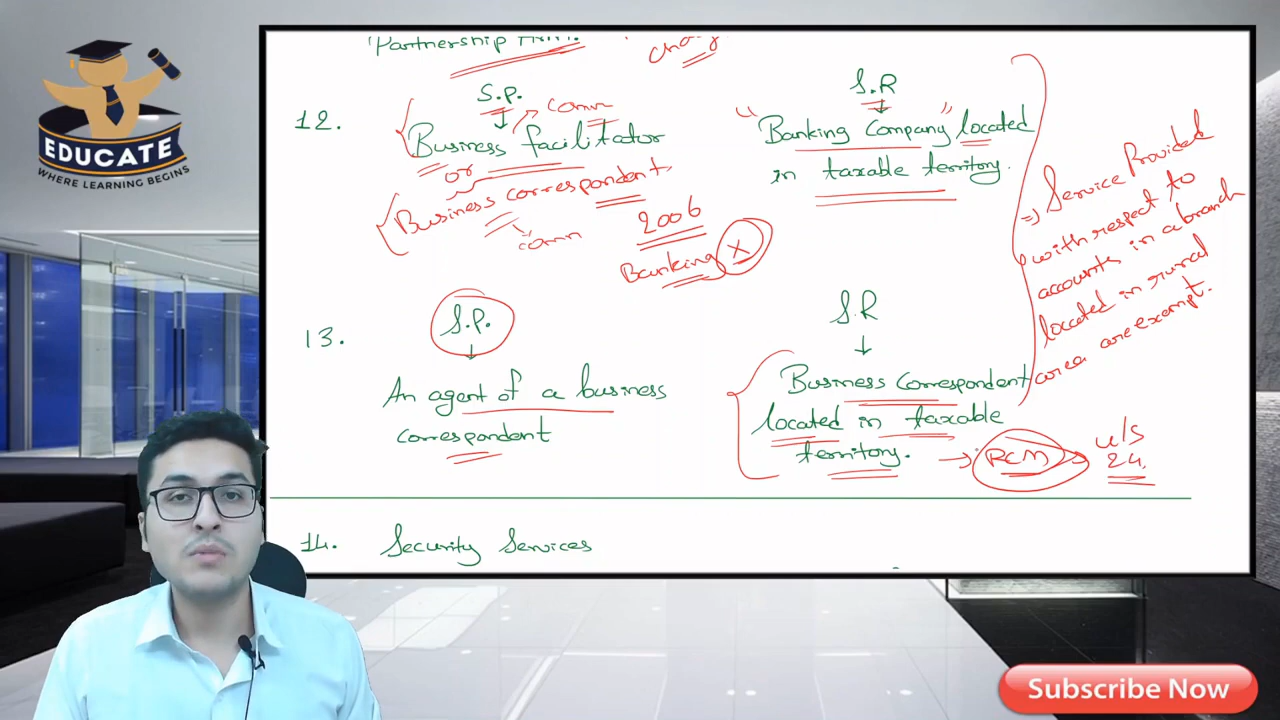 EDUCATE
WHERE LEARNING BEGINS
Partnership Firm.
change
12.
S.P.
comm
Business facilitator
or
Business correspondent
comm
2006
Banking X
S.R
"Banking Company" located
in taxable territory.
⇒ Service Provided
with respect to
accounts in a branch
located in rural
area are exempt.
13.
S.P.
An agent of a business
correspondent
S.R
Business Correspondent
located in taxable
territory. → RCM
u/s
24.
14. Security Services
Subscribe Now